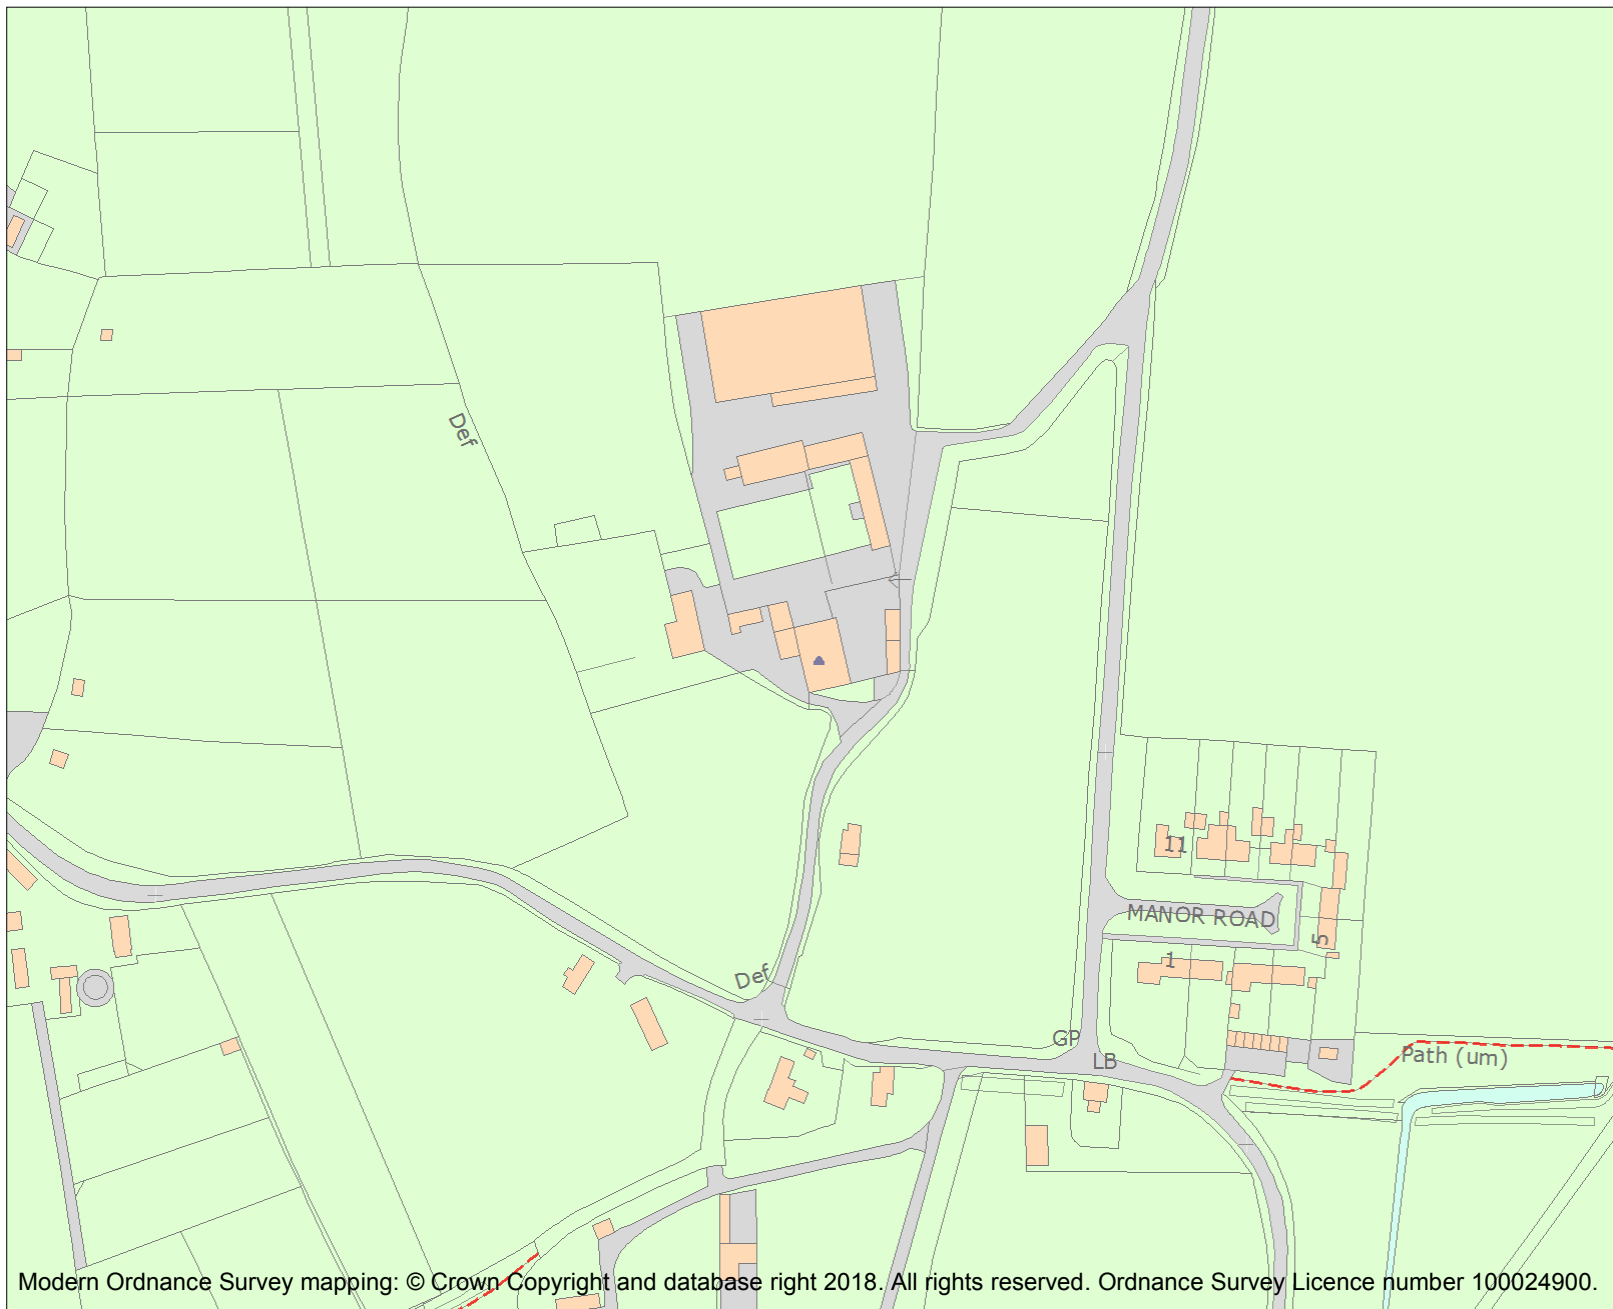 Def
11
MANOR ROAD
5
1
Def
GP
LB
Path (um)
Modern Ordnance Survey mapping: © Crown Copyright and database right 2018. All rights reserved. Ordnance Survey Licence number 100024900.